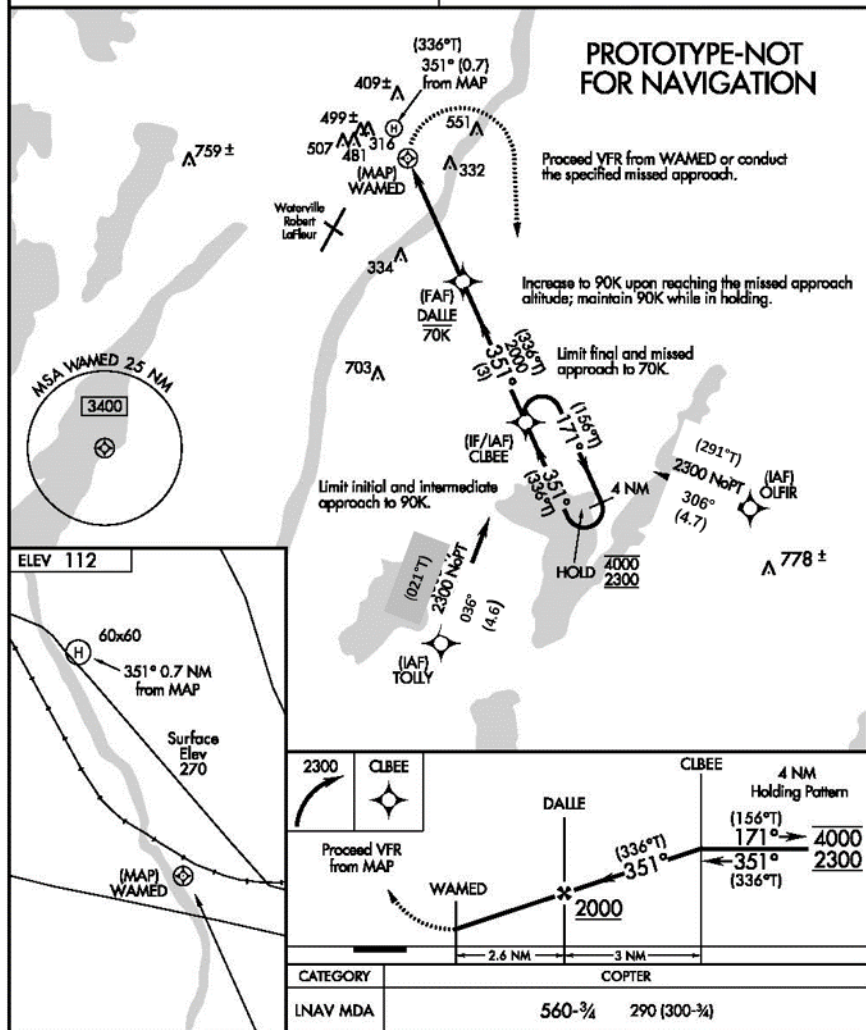 PROTOTYPE-NOT
FOR NAVIGATION
(336°T)
351° (0.7)
from MAP
409±
499±
507
481
316
551
332
759 ±
(MAP)
WAMED
Proceed VFR from WAMED or conduct
the specified missed approach.
Waterville
Robert
LaFleur
334
(FAF)
DALLE
70K
Increase to 90K upon reaching the missed approach
altitude; maintain 90K while in holding.
703
(336°T)
2000
351°
(3)
Limit final and missed
approach to 70K.
MSA WAMED 25 NM
3400
(IF/IAF)
CLBEE
(156°T)
171°
351°
(336°T)
4 NM
(291°T)
2300 NoPT
306°
(4.7)
(IAF)
OLFIR
Limit initial and intermediate
approach to 90K.
HOLD
4000
2300
778 ±
(021°T)
2300 NoPT
036°
(4.6)
(IAF)
TOLLY
ELEV 112
H
60x60
351° 0.7 NM
from MAP
Surface
Elev
270
(MAP)
WAMED
2300
CLBEE
CLBEE
4 NM
Holding Pattern
DALLE
(156°T)
171°
4000
351°
2300
(336°T)
(336°T)
351°
Proceed VFR
from MAP
WAMED
2000
2.6 NM
3 NM
CATEGORY
COPTER
LNAV MDA
560-¾ 290 (300-¾)